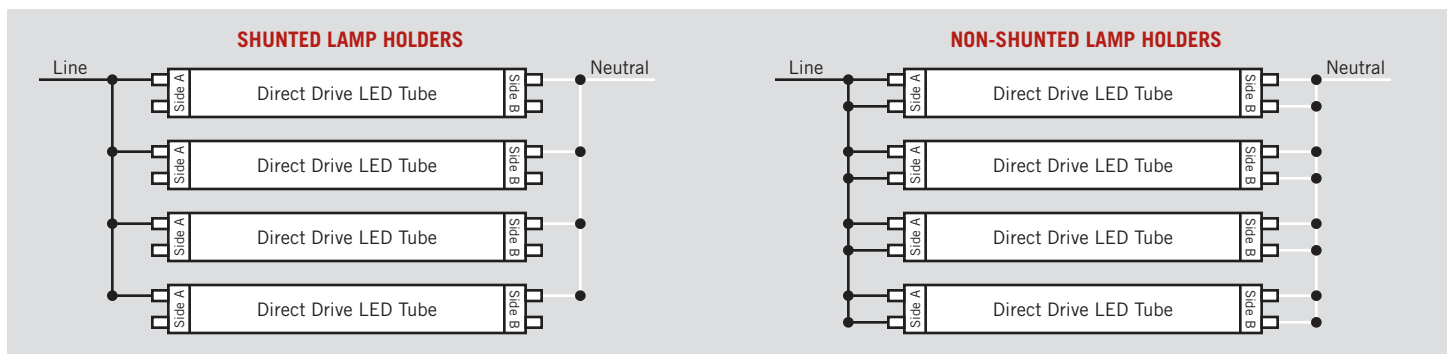 SHUNTED LAMP HOLDERS
Line
Neutral
Side A
Direct Drive LED Tube
Side B
Side A
Direct Drive LED Tube
Side B
Side A
Direct Drive LED Tube
Side B
Side A
Direct Drive LED Tube
Side B
NON-SHUNTED LAMP HOLDERS
Line
Neutral
Side A
Direct Drive LED Tube
Side B
Side A
Direct Drive LED Tube
Side B
Side A
Direct Drive LED Tube
Side B
Side A
Direct Drive LED Tube
Side B